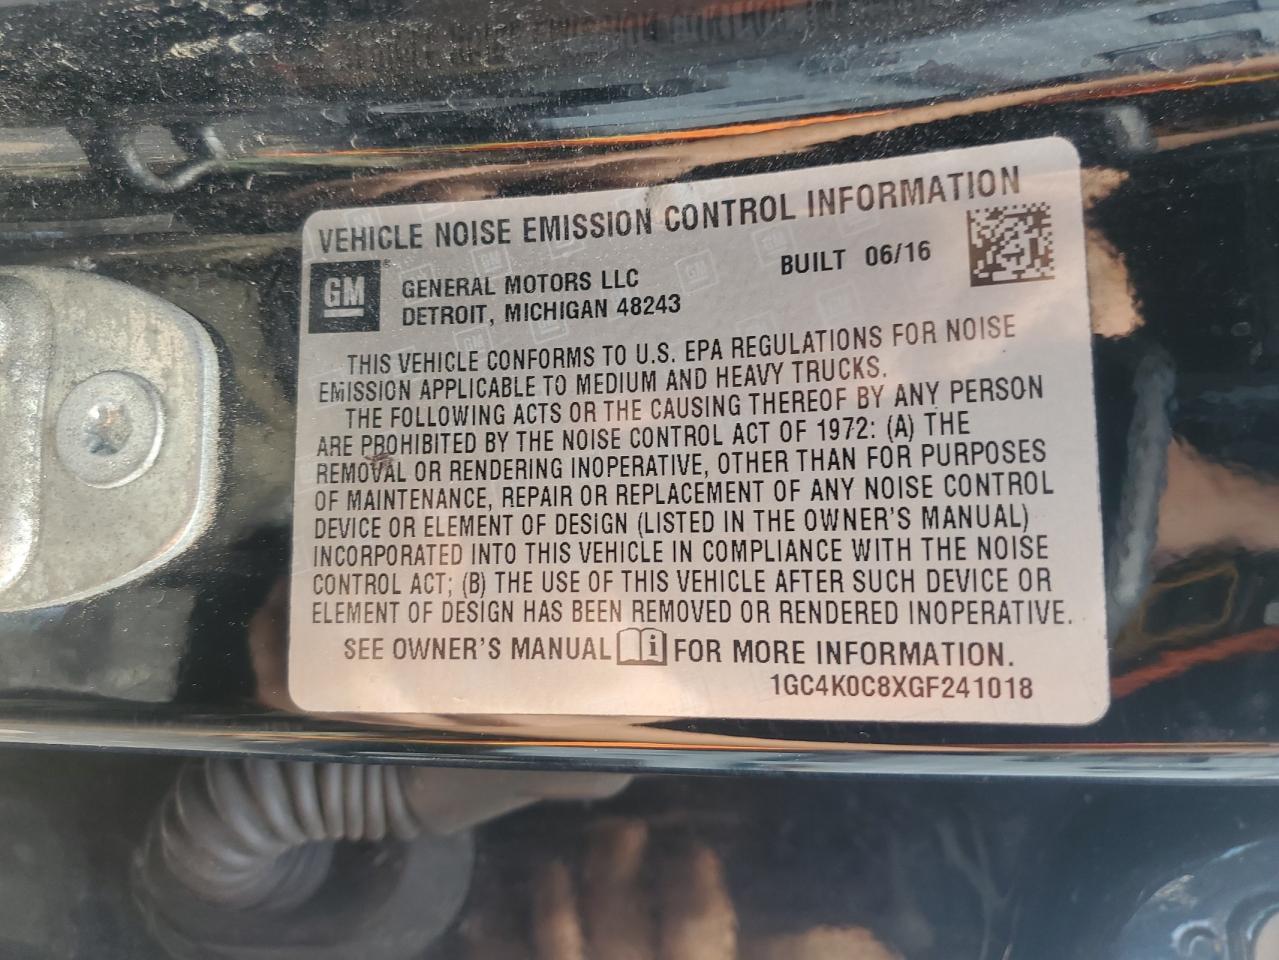 VEHICLE NOISE EMISSION CONTROL INFORMATION
GM
GENERAL MOTORS LLC
DETROIT, MICHIGAN 48243
BUILT 06/16
THIS VEHICLE CONFORMS TO U.S. EPA REGULATIONS FOR NOISE
EMISSION APPLICABLE TO MEDIUM AND HEAVY TRUCKS.
THE FOLLOWING ACTS OR THE CAUSING THEREOF BY ANY PERSON
ARE PROHIBITED BY THE NOISE CONTROL ACT OF 1972: (A) THE
REMOVAL OR RENDERING INOPERATIVE, OTHER THAN FOR PURPOSES
OF MAINTENANCE, REPAIR OR REPLACEMENT OF ANY NOISE CONTROL
DEVICE OR ELEMENT OF DESIGN (LISTED IN THE OWNER'S MANUAL)
INCORPORATED INTO THIS VEHICLE IN COMPLIANCE WITH THE NOISE
CONTROL ACT; (B) THE USE OF THIS VEHICLE AFTER SUCH DEVICE OR
ELEMENT OF DESIGN HAS BEEN REMOVED OR RENDERED INOPERATIVE.
SEE OWNER'S MANUAL i FOR MORE INFORMATION.
1GC4K0C8XGF241018